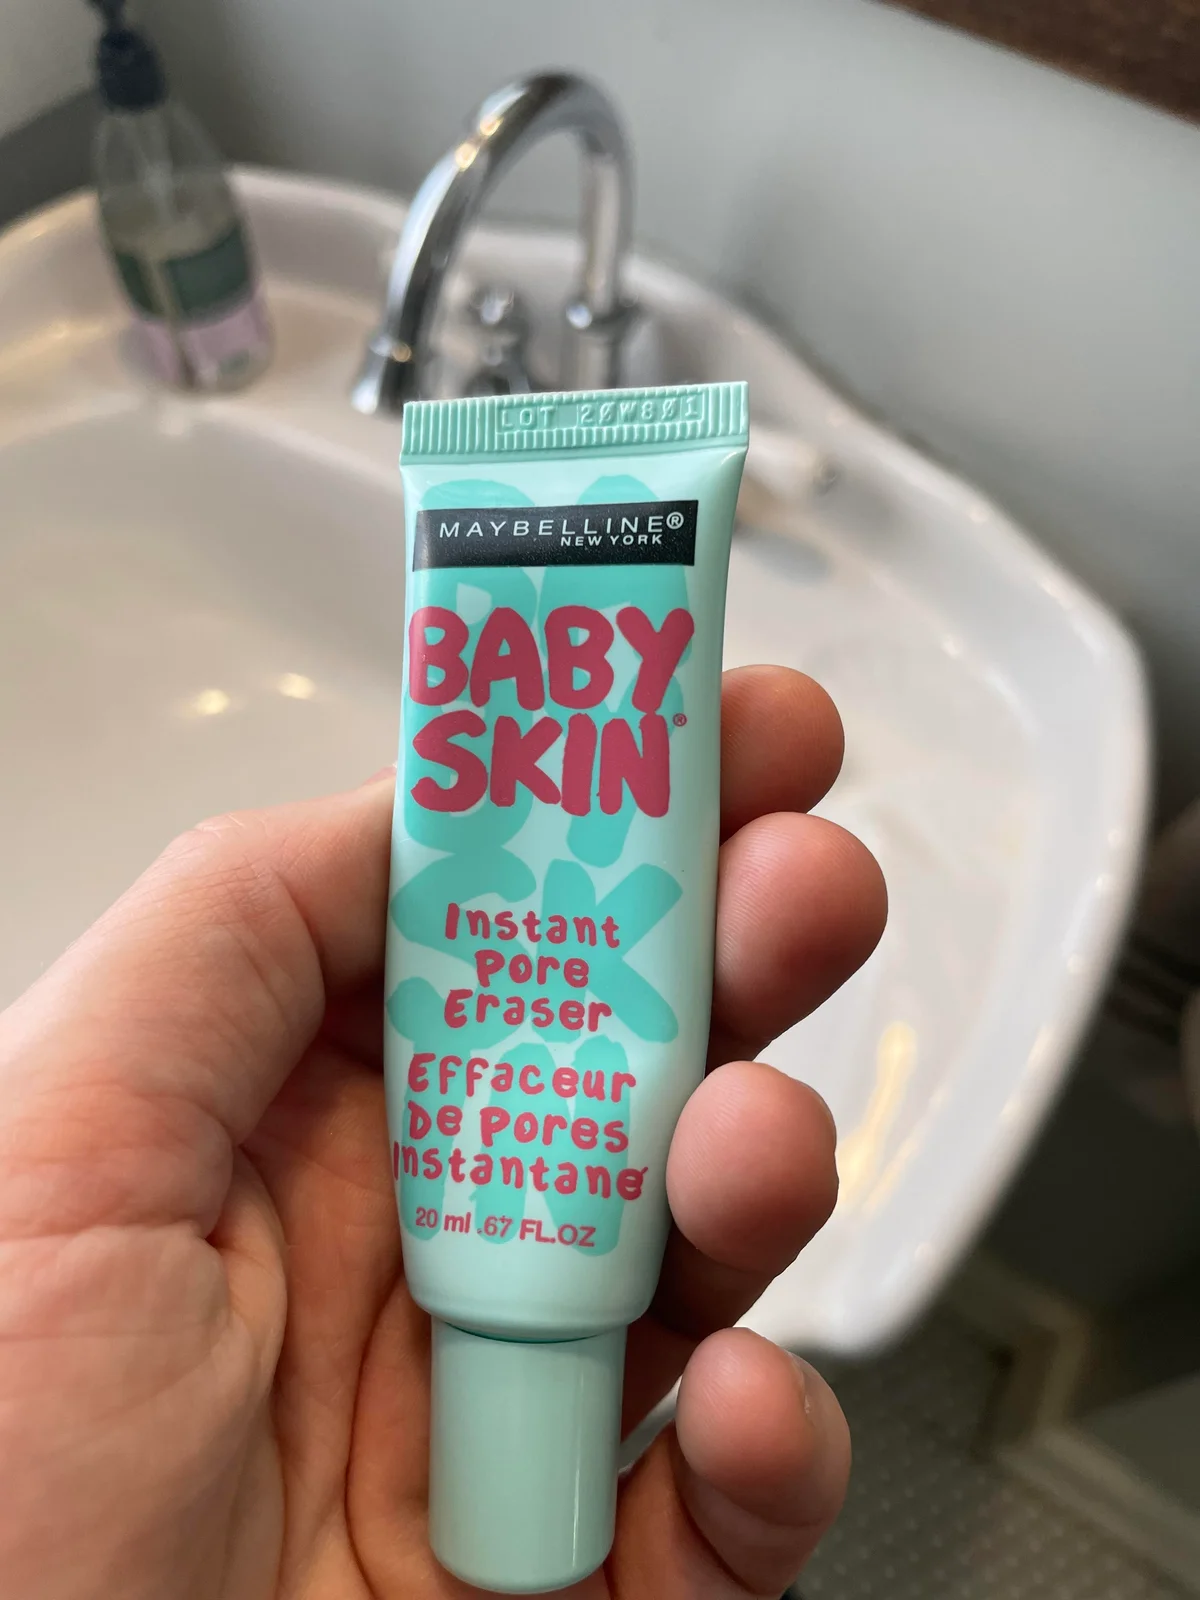 LOT 20W801
MAYBELLINE®
NEW YORK
BABY
SKIN®
Instant
Pore
Eraser
Effaceur
De Pores
Instantané
20 ml .67 FL.OZ